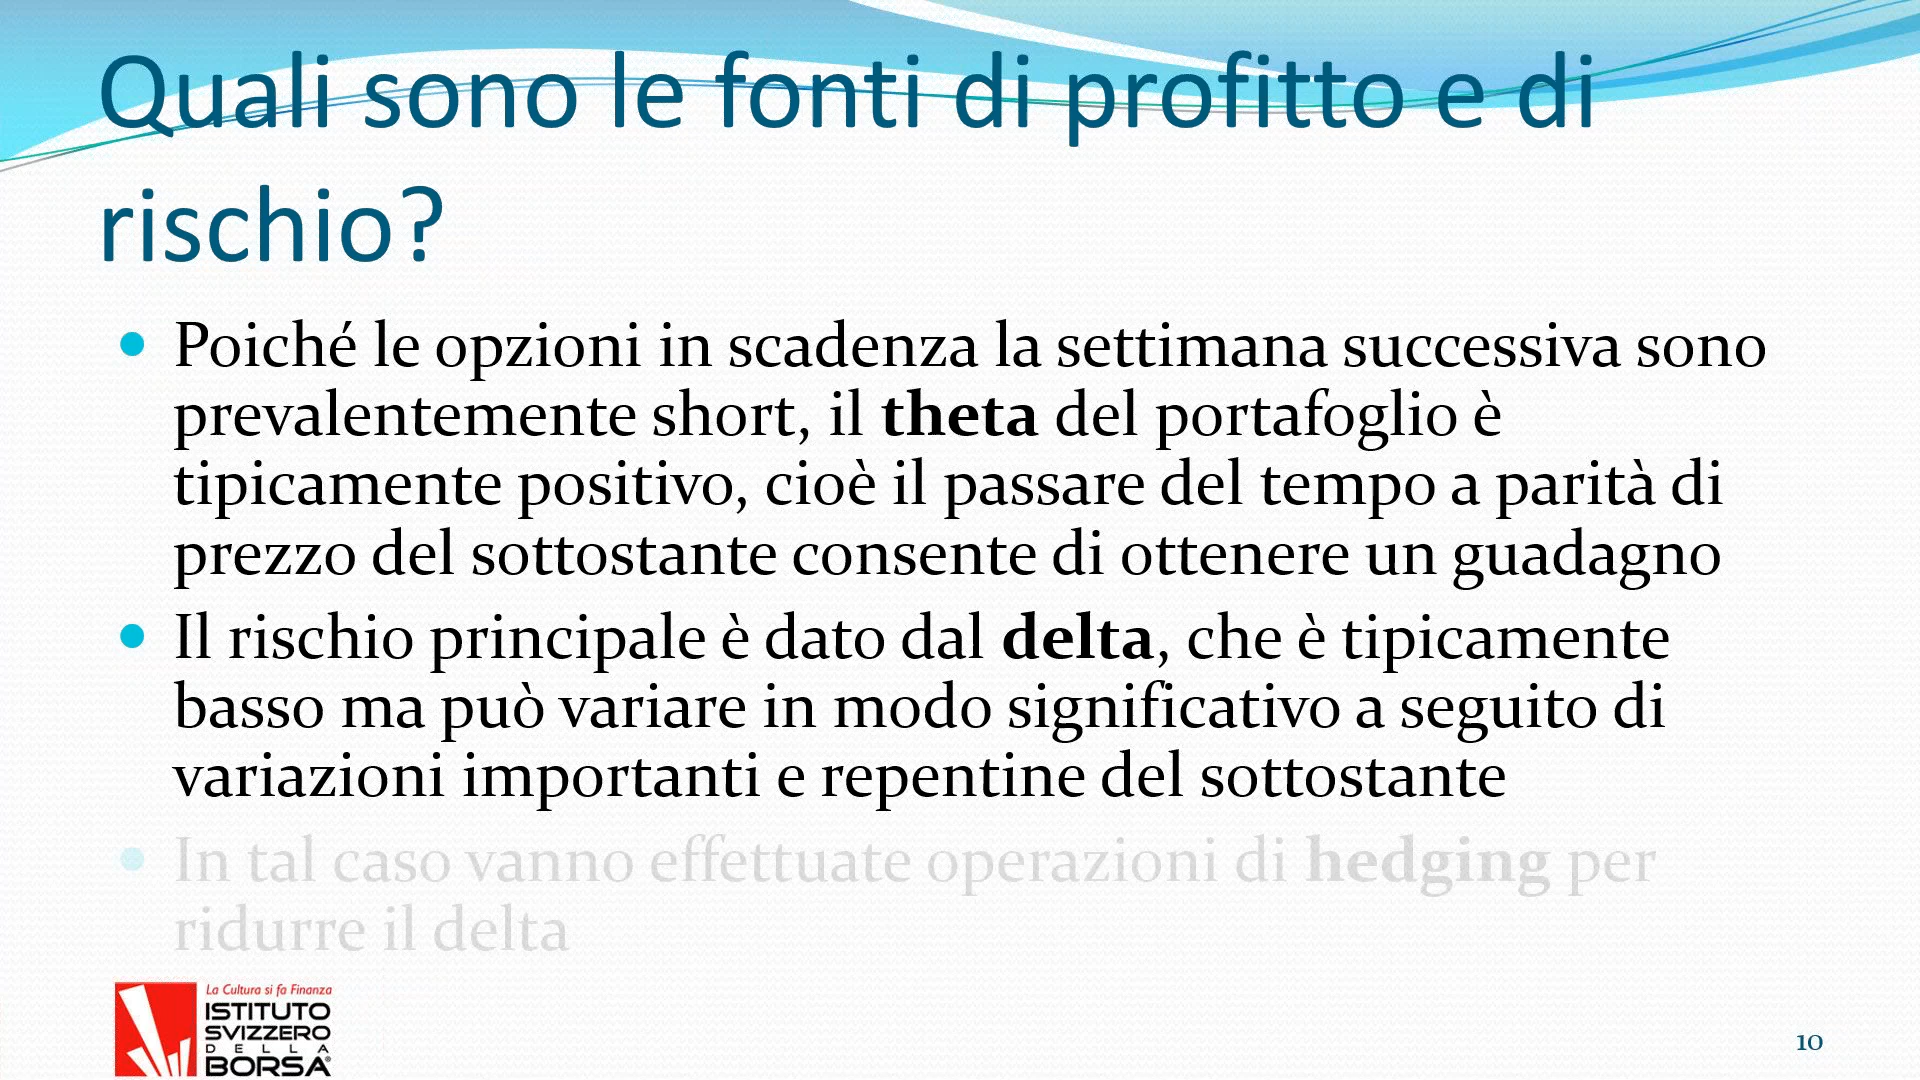 Quali sono le fonti di profitto e di
rischio?
• Poiché le opzioni in scadenza la settimana successiva sono
prevalentemente short, il theta del portafoglio è
tipicamente positivo, cioè il passare del tempo a parità di
prezzo del sottostante consente di ottenere un guadagno
• Il rischio principale è dato dal delta, che è tipicamente
basso ma può variare in modo significativo a seguito di
variazioni importanti e repentine del sottostante
• In tal caso vanno effettuate operazioni di hedging per
ridurre il delta
La Cultura si fa Finanza
ISTITUTO
SVIZZERO
DELLA
BORSA®
10